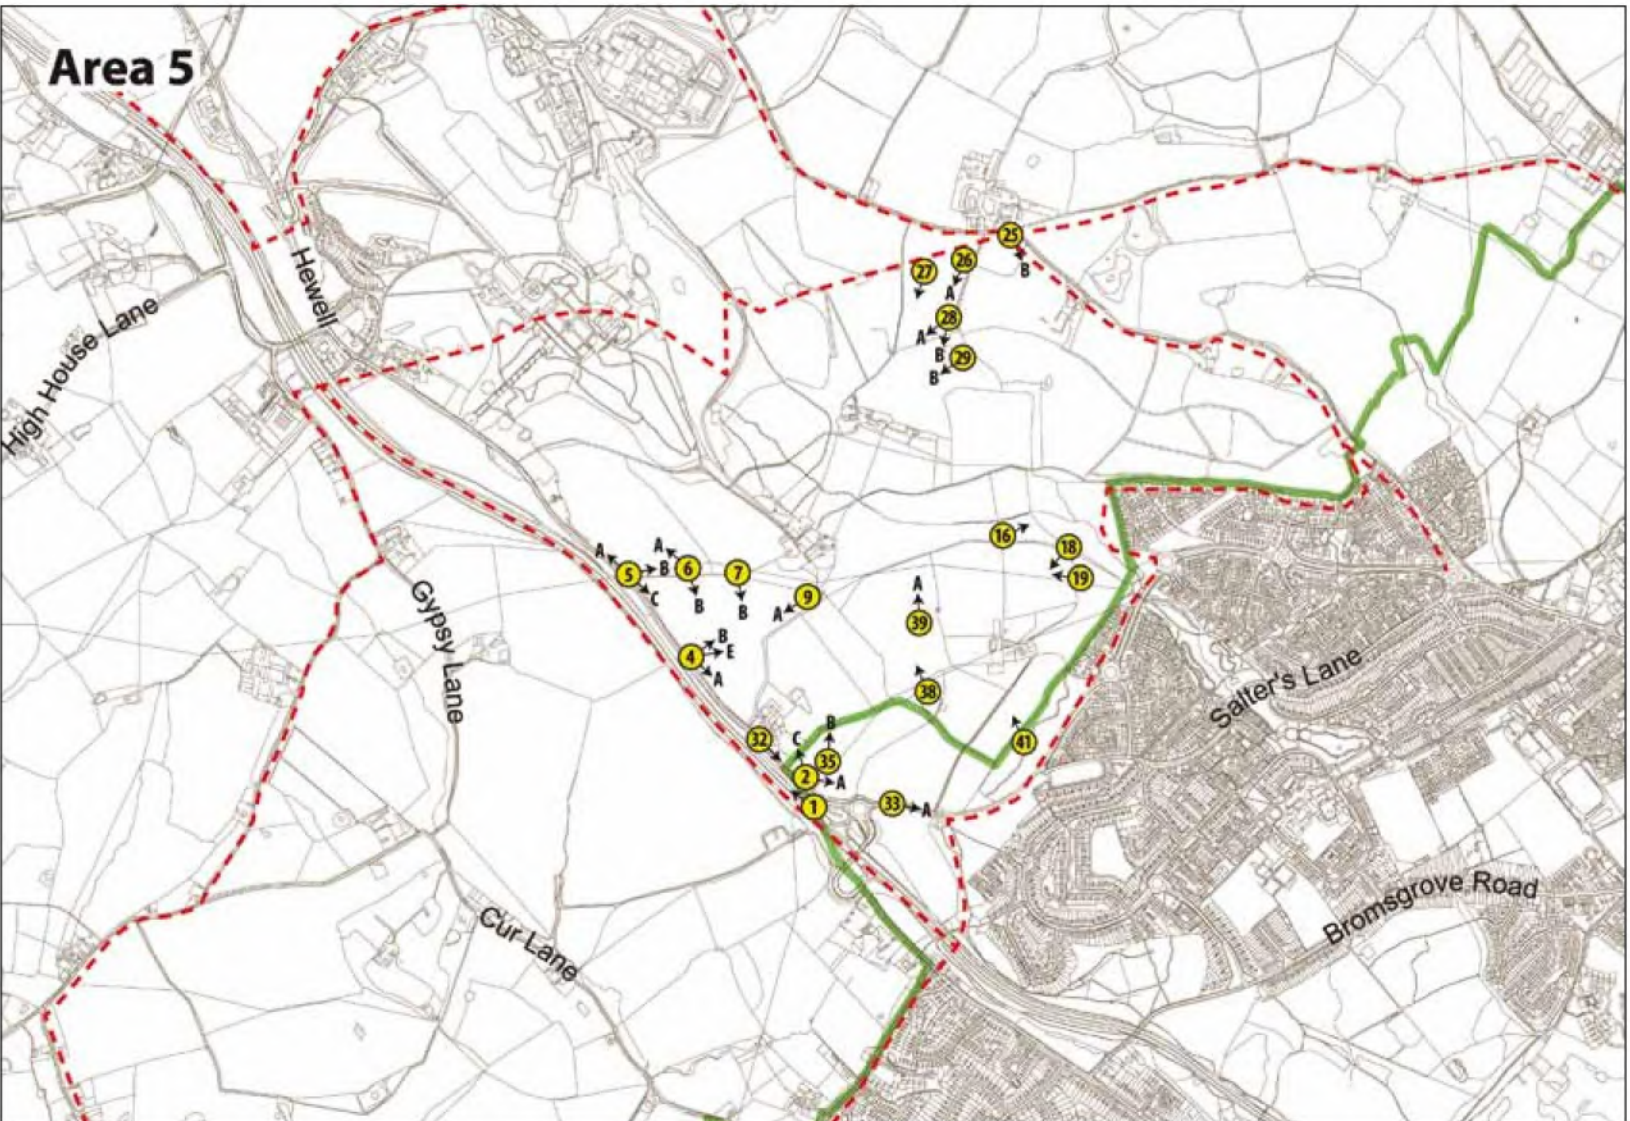 Area 5
25
26
B
27
A
28
A
B
29
B
Hewell
High House Lane
16
18
19
A
5
B
C
A
6
B
7
B
9
A
A
39
4
B
E
A
38
Gypsy Lane
Salter's Lane
32
C
B
35
2
A
1
33
A
41
Bromsgrove Road
Cur Lane